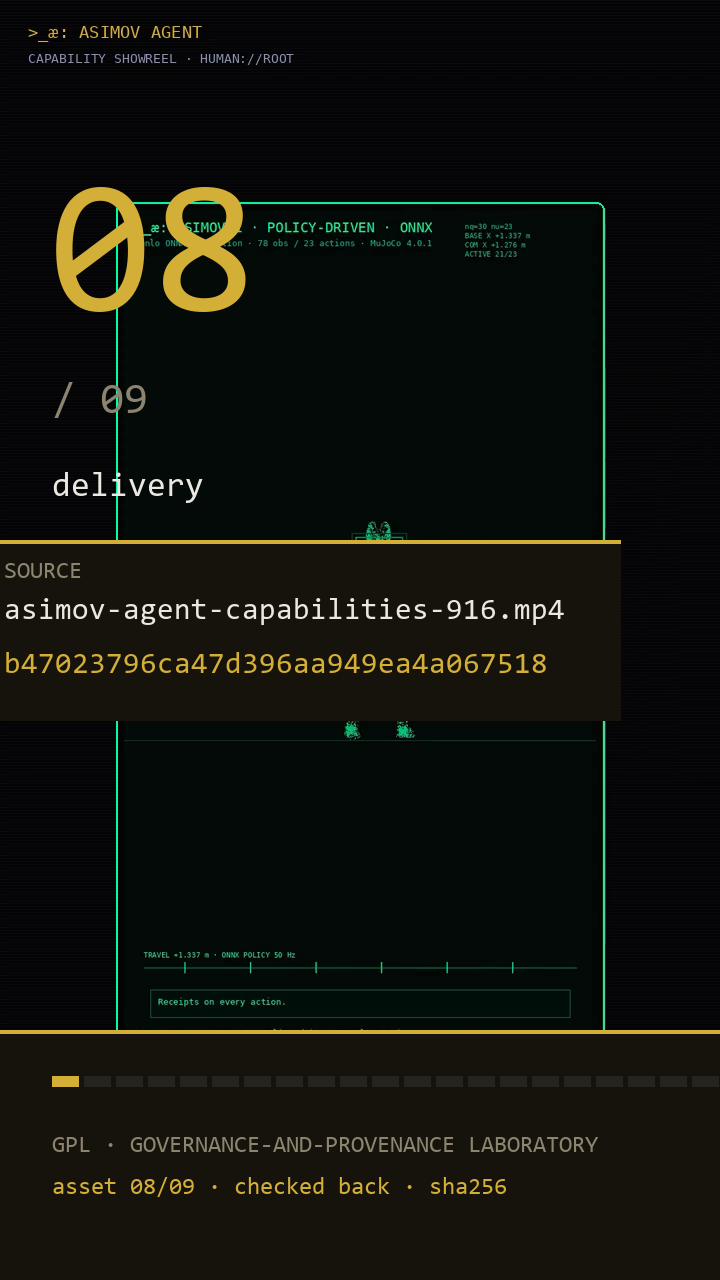 >_æ: ASIMOV AGENT
CAPABILITY SHOWREEL · HUMAN://ROOT
08
· POLICY-DRIVEN · ONNX
· 78 obs / 23 actions · MuJoCo 4.0.1
nq=30 nu=23
BASE X +1.337 m
COM X +1.276 m
ACTIVE 21/23
/ 09
delivery
SOURCE
asimov-agent-capabilities-916.mp4
b47023796ca47d396aa949ea4a067518
TRAVEL +1.337 m · ONNX POLICY 50 Hz
Receipts on every action.
GPL · GOVERNANCE-AND-PROVENANCE LABORATORY
asset 08/09 · checked back · sha256